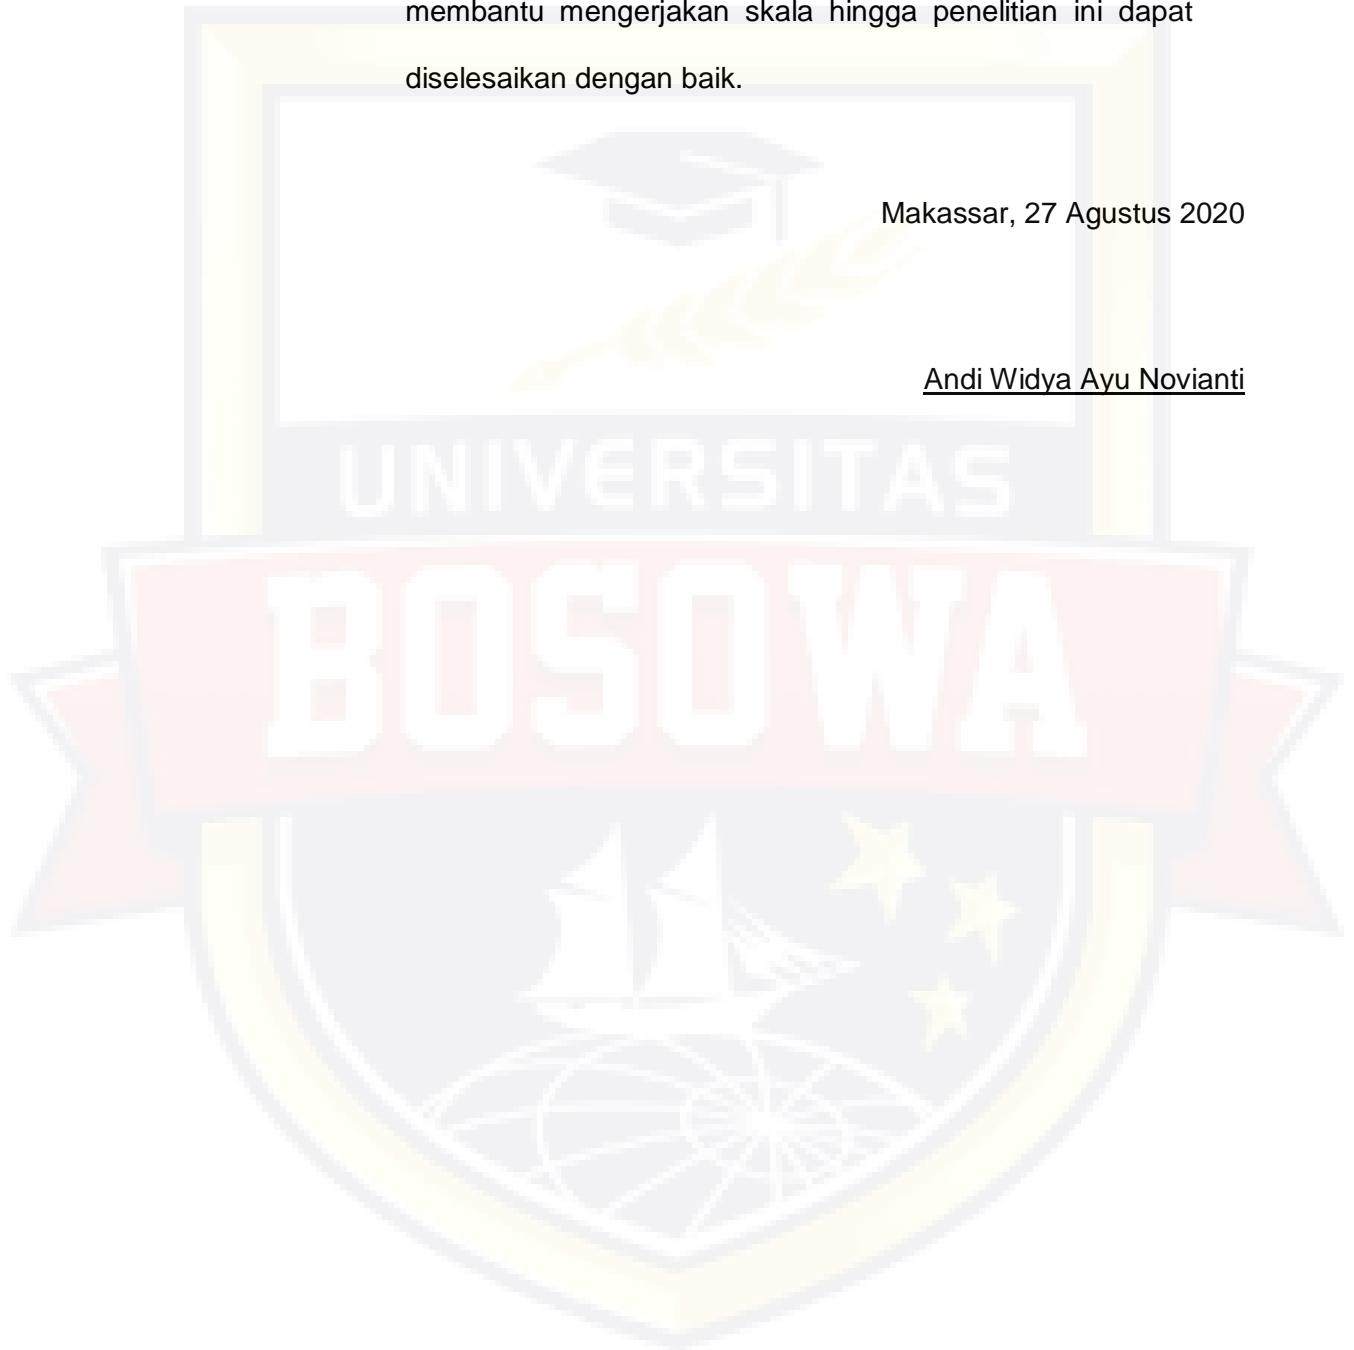 membantu mengerjakan skala hingga penelitian ini dapat
diselesaikan dengan baik.
Makassar, 27 Agustus 2020
Andi Widya Ayu Novianti
UNIVERSITAS
BOSOWA